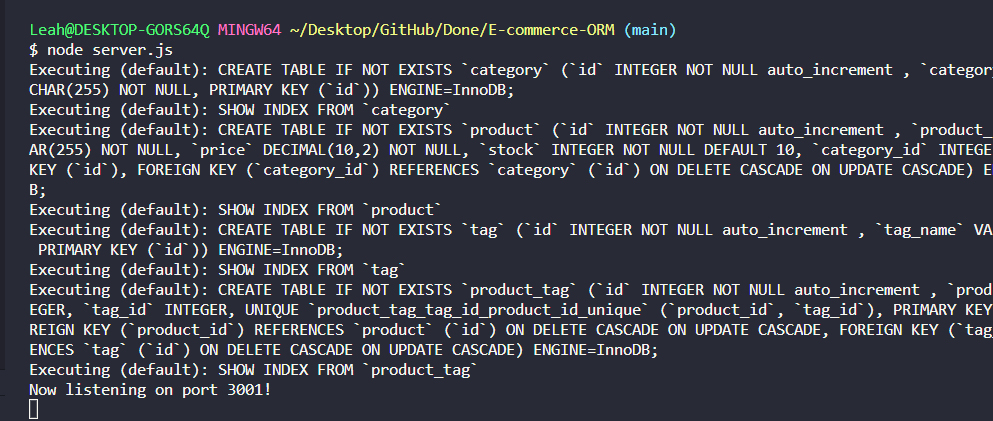 Leah@DESKTOP-GORS64Q MINGW64 ~/Desktop/GitHub/Done/E-commerce-ORM (main)
$ node server.js
Executing (default): CREATE TABLE IF NOT EXISTS `category` (`id` INTEGER NOT NULL auto_increment , `categor
CHAR(255) NOT NULL, PRIMARY KEY (`id`)) ENGINE=InnoDB;
Executing (default): SHOW INDEX FROM `category`
Executing (default): CREATE TABLE IF NOT EXISTS `product` (`id` INTEGER NOT NULL auto_increment , `product_
AR(255) NOT NULL, `price` DECIMAL(10,2) NOT NULL, `stock` INTEGER NOT NULL DEFAULT 10, `category_id` INTEGE
KEY (`id`), FOREIGN KEY (`category_id`) REFERENCES `category` (`id`) ON DELETE CASCADE ON UPDATE CASCADE) E
B;
Executing (default): SHOW INDEX FROM `product`
Executing (default): CREATE TABLE IF NOT EXISTS `tag` (`id` INTEGER NOT NULL auto_increment , `tag_name` VA
PRIMARY KEY (`id`)) ENGINE=InnoDB;
Executing (default): SHOW INDEX FROM `tag`
Executing (default): CREATE TABLE IF NOT EXISTS `product_tag` (`id` INTEGER NOT NULL auto_increment , `prod
EGER, `tag_id` INTEGER, UNIQUE `product_tag_tag_id_product_id_unique` (`product_id`, `tag_id`), PRIMARY KEY
REIGN KEY (`product_id`) REFERENCES `product` (`id`) ON DELETE CASCADE ON UPDATE CASCADE, FOREIGN KEY (`tag_
ENCES `tag` (`id`) ON DELETE CASCADE ON UPDATE CASCADE) ENGINE=InnoDB;
Executing (default): SHOW INDEX FROM `product_tag`
Now listening on port 3001!